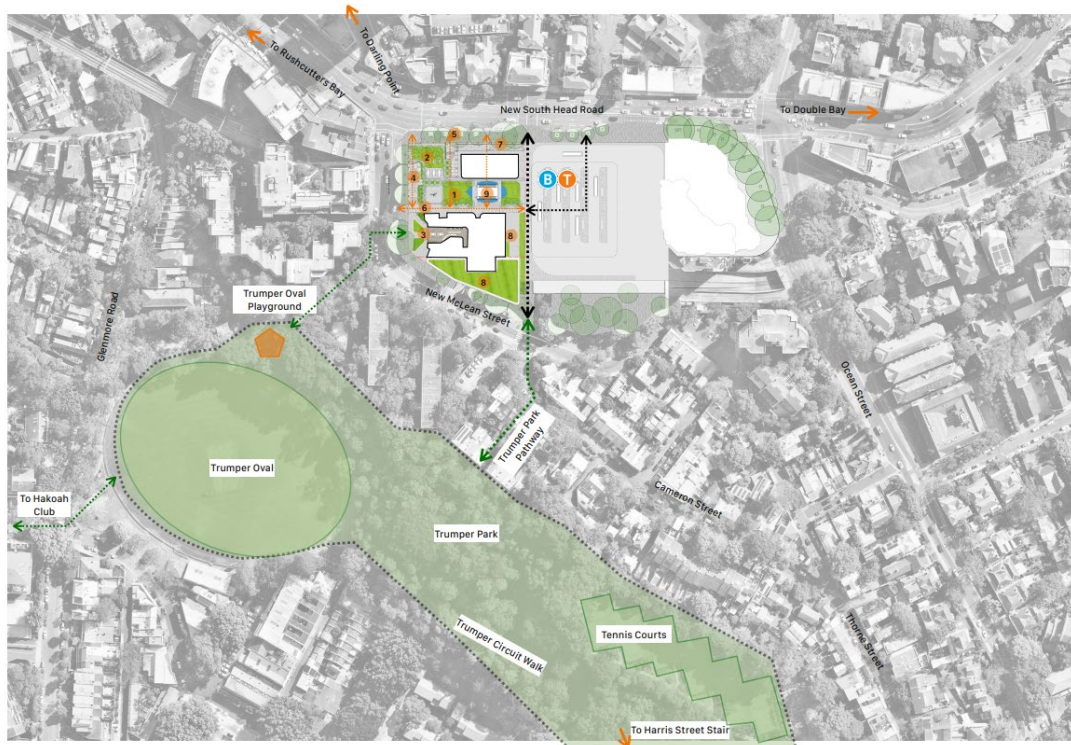 To Darling Point
To Rushcutters Bay
New South Head Road
To Double Bay
5
7
2
B
T
4
1
9
6
3
8
8
New McLean Street
Trumper Oval
Playground
Glenmore Road
Ocean Street
Trumper Park
Pathway
Trumper Oval
Cameron Street
To Hakoah
Club
Trumper Park
Tennis Courts
Trumper Circuit Walk
Thorne Street
To Harris Street Stair